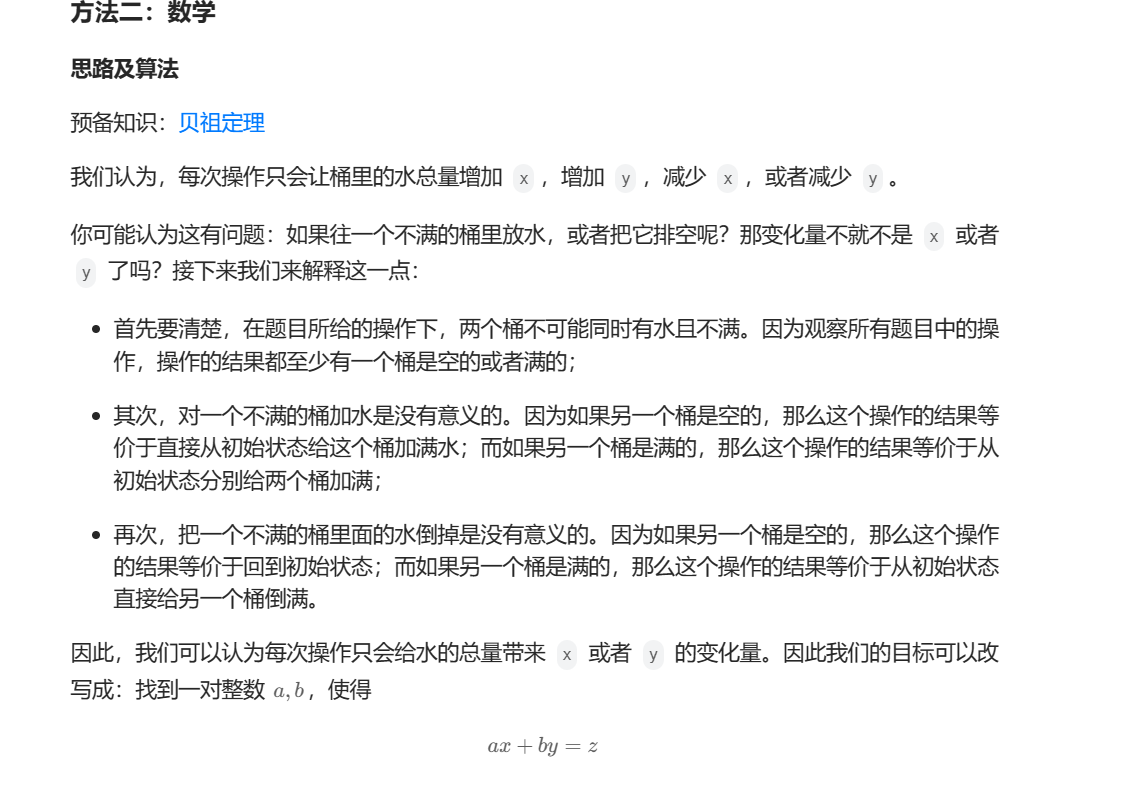 方法二：数学
思路及算法
预备知识：贝祖定理
我们认为，每次操作只会让桶里的水总量增加 x ，增加 y ，减少 x ，或者减少 y 。
你可能认为这有问题：如果往一个不满的桶里放水，或者把它排空呢？那变化量不就不是 x 或者
y 了吗？接下来我们来解释这一点：
首先要清楚，在题目所给的操作下，两个桶不可能同时有水且不满。因为观察所有题目中的操
作，操作的结果都至少有一个桶是空的或者满的；
其次，对一个不满的桶加水是没有意义的。因为如果另一个桶是空的，那么这个操作的结果等
价于直接从初始状态给这个桶加满水；而如果另一个桶是满的，那么这个操作的结果等价于从
初始状态分别给两个桶加满；
再次，把一个不满的桶里面的水倒掉是没有意义的。因为如果另一个桶是空的，那么这个操作
的结果等价于回到初始状态；而如果另一个桶是满的，那么这个操作的结果等价于从初始状态
直接给另一个桶倒满。
因此，我们可以认为每次操作只会给水的总量带来 x 或者 y 的变化量。因此我们的目标可以改
写成：找到一对整数 a, b，使得
ax + by = z